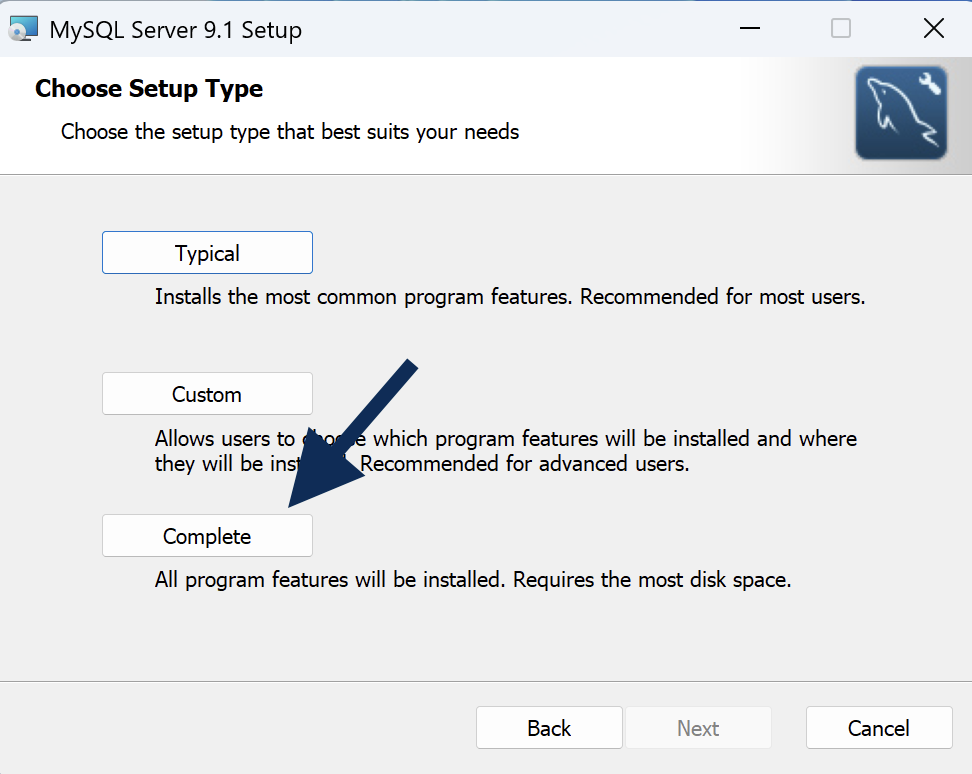 MySQL Server 9.1 Setup
Choose Setup Type
Choose the setup type that best suits your needs
Typical
Installs the most common program features. Recommended for most users.
Custom
Allows users to choose which program features will be installed and where
they will be installed. Recommended for advanced users.
Complete
All program features will be installed. Requires the most disk space.
Back Next Cancel